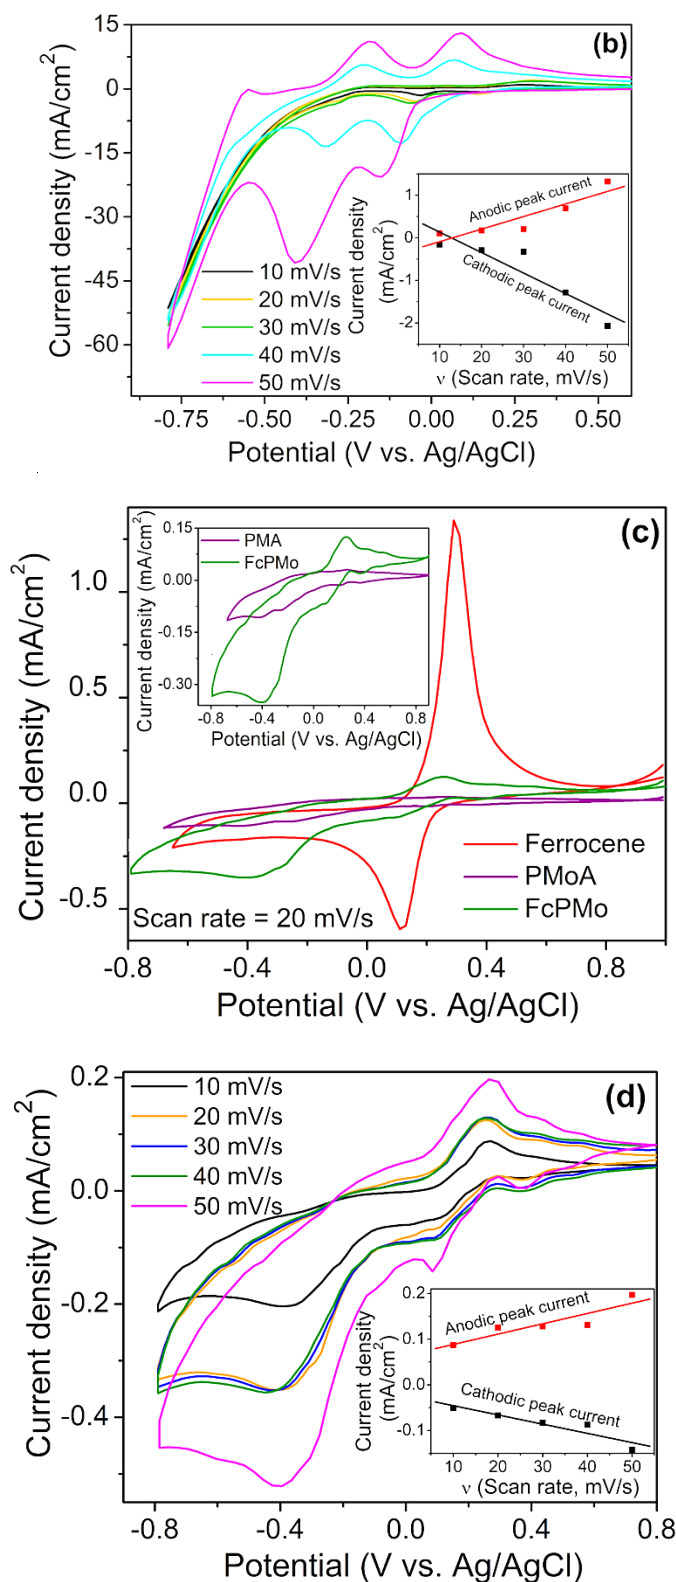 (b)
Current density (mA/cm²)
15
0
-15
-30
-45
-60
10 mV/s
20 mV/s
30 mV/s
40 mV/s
50 mV/s
Current density
(mA/cm²)
1
0
-1
-2
Anodic peak current
Cathodic peak current
10 20 30 40 50
ν (Scan rate, mV/s)
-0.75 -0.50 -0.25 0.00 0.25 0.50
Potential (V vs. Ag/AgCl)
(c)
Current density (mA/cm²)
1.0
0.5
0.0
-0.5
Current density (mA/cm²)
0.15
0.00
-0.15
-0.30
PMA
FcPMo
-0.8 -0.4 0.0 0.4 0.8
Potential (V vs. Ag/AgCl)
Ferrocene
PMoA
FcPMo
Scan rate = 20 mV/s
-0.8 -0.4 0.0 0.4 0.8
Potential (V vs. Ag/AgCl)
(d)
Current density (mA/cm²)
0.2
0.0
-0.2
-0.4
10 mV/s
20 mV/s
30 mV/s
40 mV/s
50 mV/s
Current density
(mA/cm²)
0.2
0.1
0.0
-0.1
Anodic peak current
Cathodic peak current
10 20 30 40 50
ν (Scan rate, mV/s)
-0.8 -0.4 0.0 0.4 0.8
Potential (V vs. Ag/AgCl)